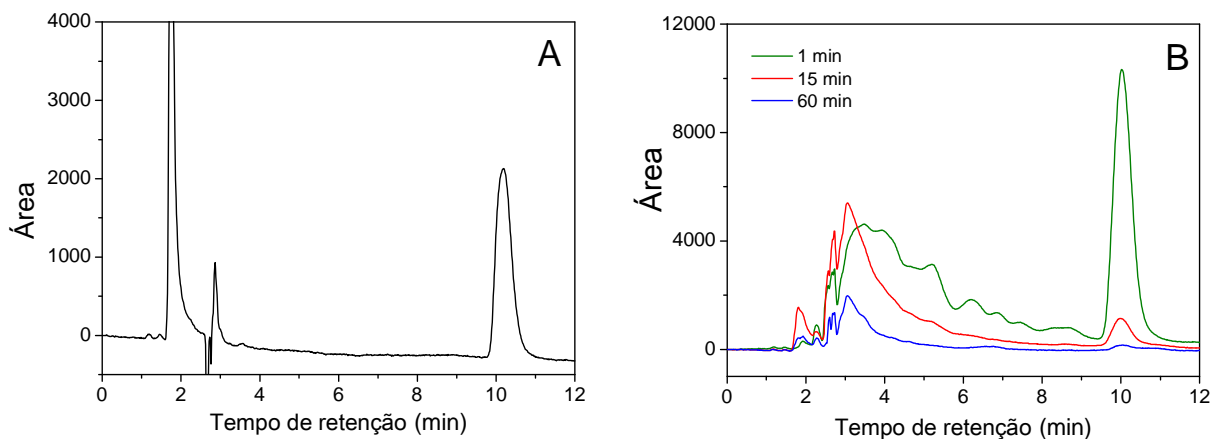 4000
3000
2000
1000
0
Área
A
0 2 4 6 8 10 12
Tempo de retenção (min)
12000
8000
4000
0
Área
B
1 min
15 min
60 min
0 2 4 6 8 10 12
Tempo de retenção (min)